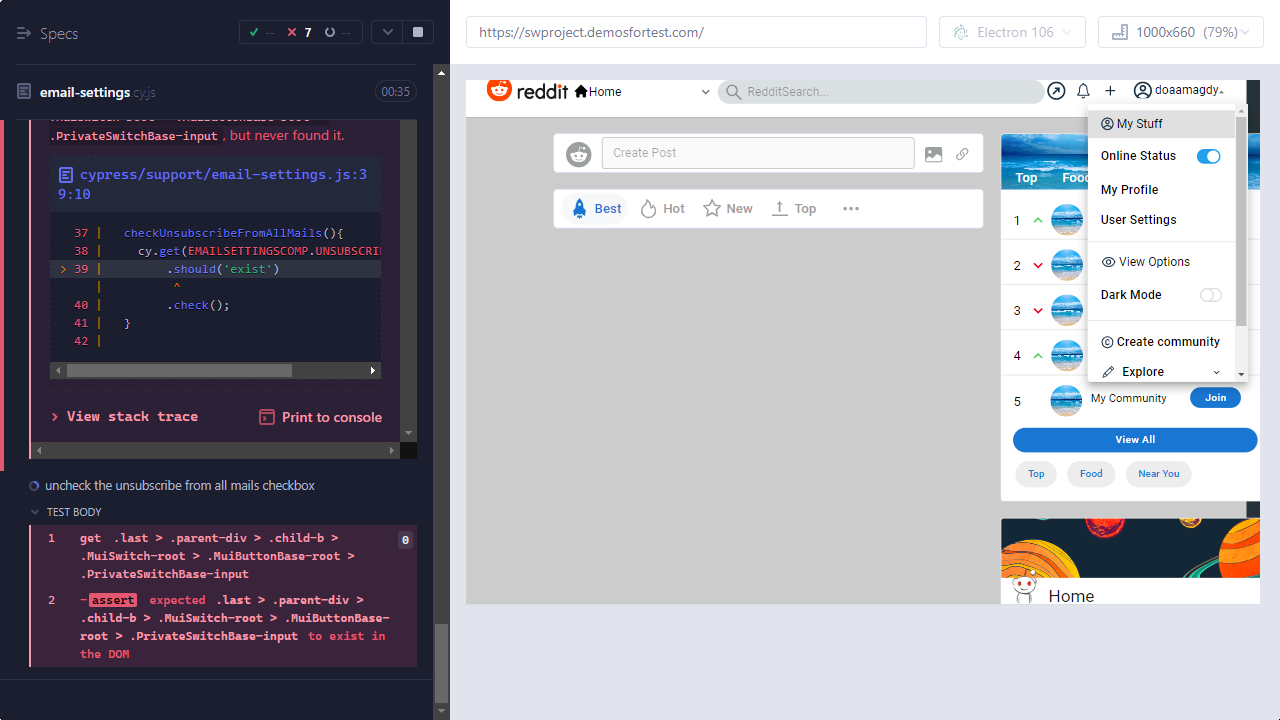 Specs
--
7
--
https://swproject.demosfortest.com/
Electron 106
1000x660 (79%)
email-settings.cy.js
00:35
.PrivateSwitchBase-input , but never found it.
cypress/support/email-settings.js:3
9:10
37 | checkUnsubscribeFromAllMails(){
38 | cy.get(EMAILSETTINGSCOMP.UNSUBSCRI
> 39 | .should('exist')
| ^
40 | .check();
41 | }
42 |
> View stack trace
Print to console
uncheck the unsubscribe from all mails checkbox
TEST BODY
1 get .last > .parent-div > .child-b >
.MuiSwitch-root > .MuiButtonBase-root >
.PrivateSwitchBase-input
0
2 -assert expected .last > .parent-div >
.child-b > .MuiSwitch-root > .MuiButtonBase-
root > .PrivateSwitchBase-input to exist in
the DOM
reddit
Home
RedditSearch...
doaamagdy
Create Post
Best
Hot
New
Top
•••
Top
Food
1
2
3
4
5
My Community
Join
View All
Top
Food
Near You
Home
My Stuff
Online Status
My Profile
User Settings
View Options
Dark Mode
Create community
Explore